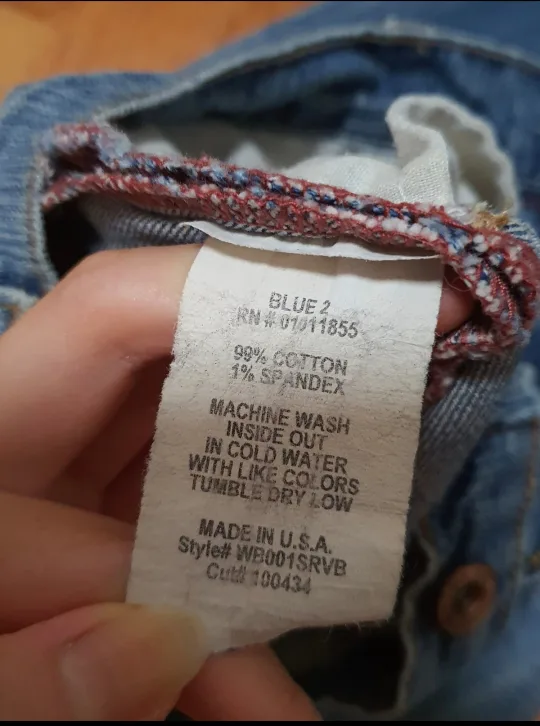 BLUE 2
RN # 01011855
99% COTTON
1% SPANDEX
MACHINE WASH
INSIDE OUT
IN COLD WATER
WITH LIKE COLORS
TUMBLE DRY LOW
MADE IN U.S.A.
Style# WB001SRVB
Cut# 100434